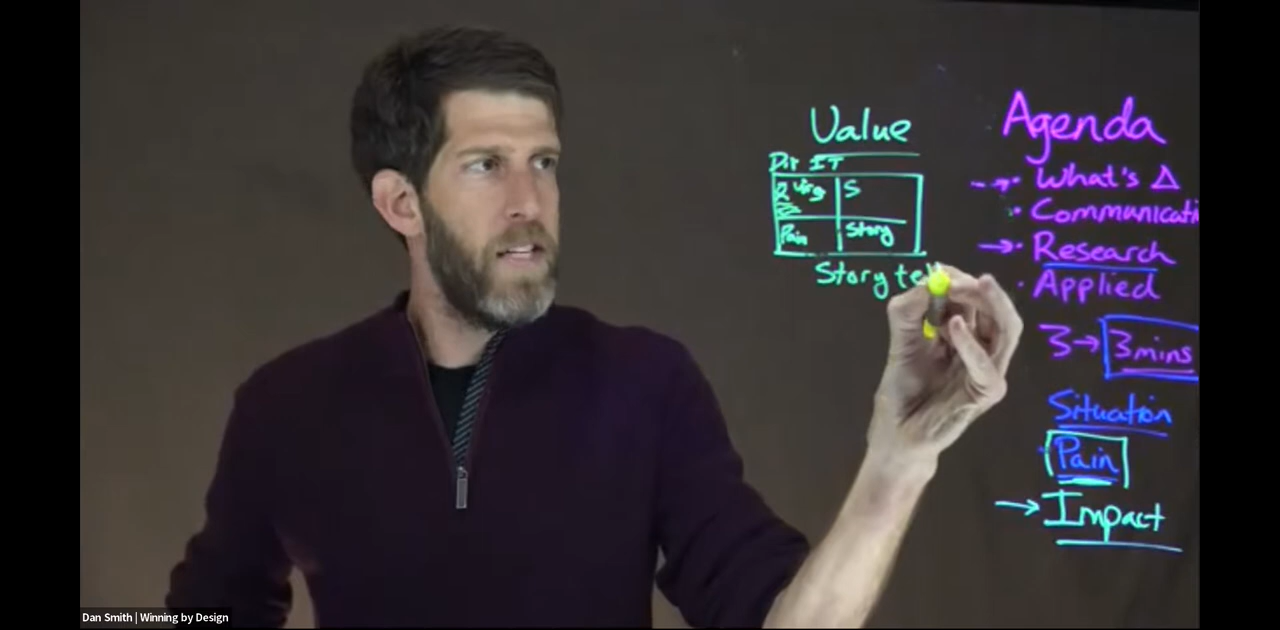 Value
Dir IT
S
Pain
Story
Story tell
Agenda
→ · What's Δ
· Communicati
→ · Research
· Applied
3 → 3 mins
Situation
Pain
→ Impact
Dan Smith | Winning by Design